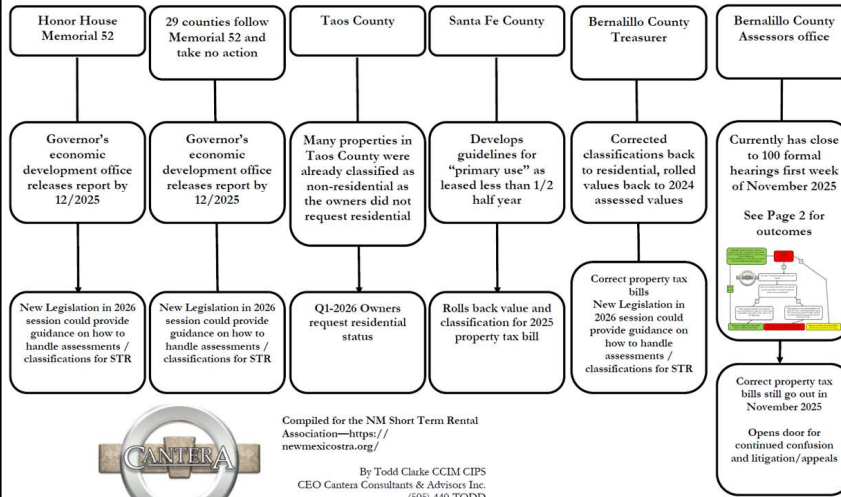 Honor House
Memorial 52
Governor's
economic
development office
releases report by
12/2025
New Legislation in 2026
session could provide
guidance on how to
handle assessments /
classifications for STR
29 counties follow
Memorial 52 and
take no action
Governor's
economic
development office
releases report by
12/2025
New Legislation in 2026
session could provide
guidance on how to
handle assessments /
classifications for STR
Taos County
Many properties in
Taos County were
already classified as
non-residential as
the owners did not
request residential
Q1-2026 Owners
request residential
status
Santa Fe County
Develops
guidelines for
"primary use" as
leased less than 1/2
half year
Rolls back value and
classification for 2025
property tax bill
Bernalillo County
Treasurer
Corrected
classifications back
to residential, rolled
values back to 2024
assessed values
Correct property tax
bills
New Legislation in
2026 session could
provide guidance on
how to handle
assessments /
classifications for STR
Bernalillo County
Assessors office
Currently has close
to 100 formal
hearings first week
of November 2025
See Page 2 for
outcomes
Correct property tax
bills still go out in
November 2025
Opens door for
continued confusion
and litigation/appeals
CANTERA
Compiled for the NM Short Term Rental
Association—https://
newmexicostra.org/
By Todd Clarke CCIM CIPS
CEO Cantera Consultants & Advisors Inc.
(505) 440-TODD